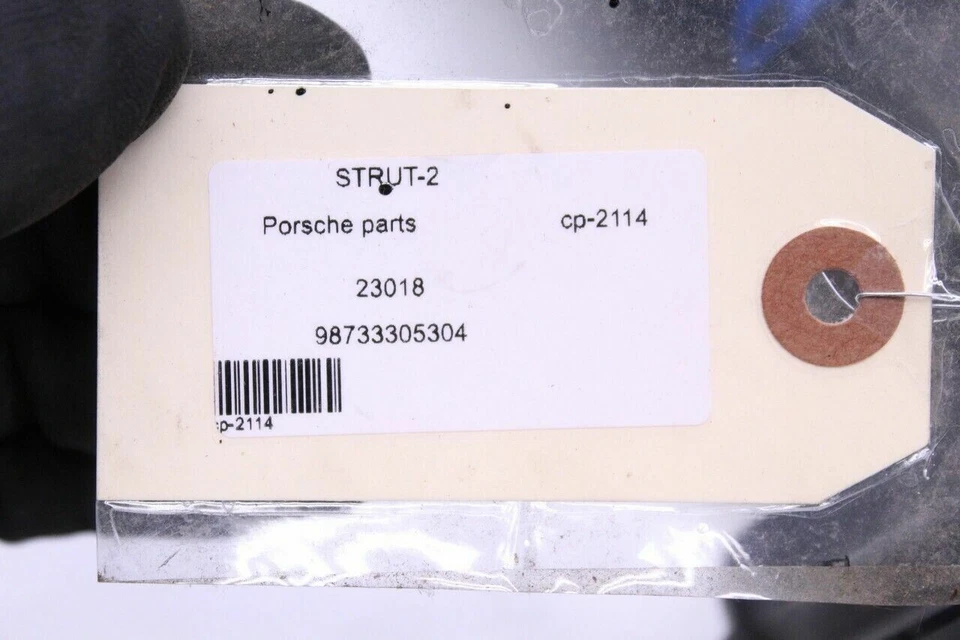 STRUT-2
Porsche parts cp-2114
23018
98733305304
cp-2114